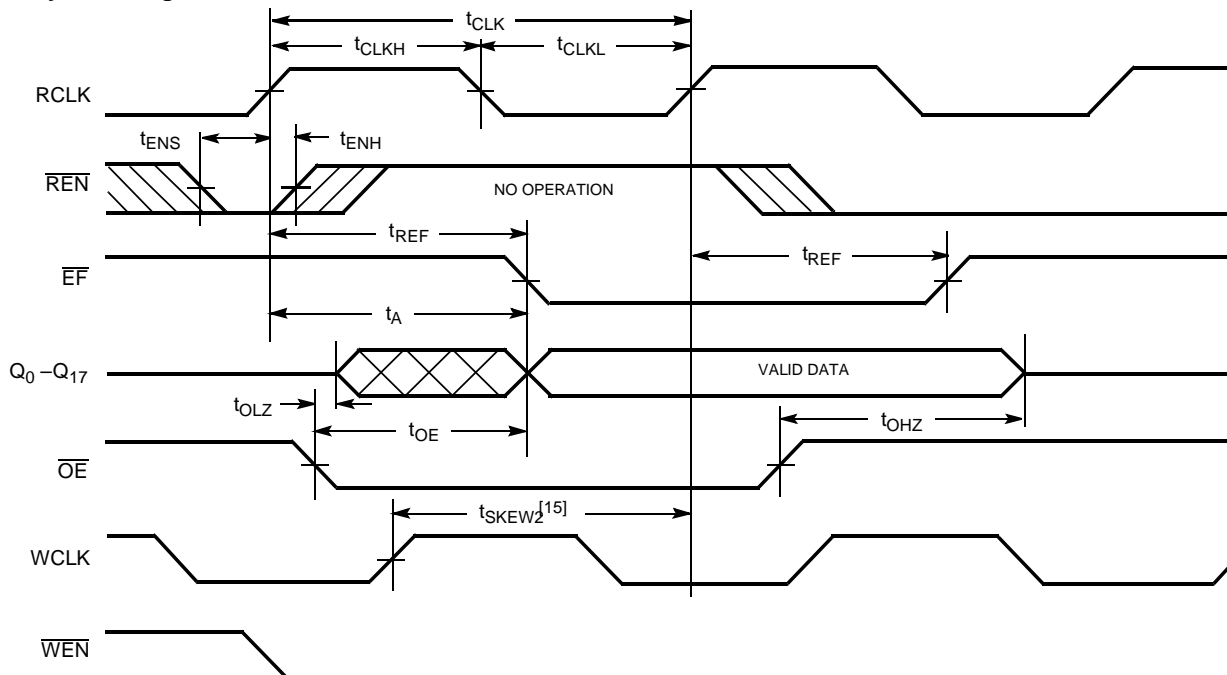 tCLK
tCLKH
tCLKL
RCLK
tENS
tENH
REN
NO OPERATION
tREF
tREF
EF
tA
Q0 –Q17
VALID DATA
tOLZ
tOE
tOHZ
OE
tSKEW2[15]
WCLK
WEN